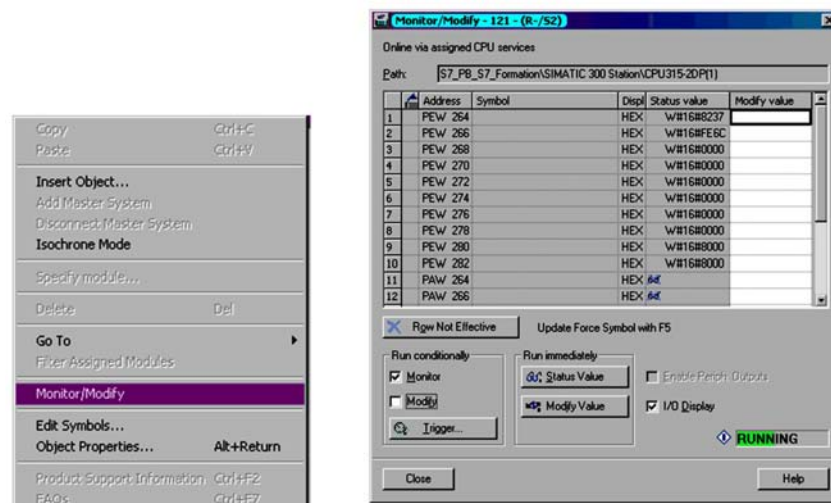 Copy Ctrl+C
Paste Ctrl+V
Insert Object...
Add Master System
Disconnect Master System
Isochrone Mode
Specify module...
Delete Del
Go To
Filter Assigned Modules
Monitor/Modify
Edit Symbols...
Object Properties... Alt+Return
Product Support Information Ctrl+F2
FAQs Ctrl+F7
Monitor/Modify - 121 - (R-/S2)
Online via assigned CPU services
Path: S7_PB_S7_Formation\SIMATIC 300 Station\CPU315-2DP(1)
Address Symbol Displ Status value Modify value
1 PEW 264 HEX W#16#8237
2 PEW 266 HEX W#16#FE6C
3 PEW 268 HEX W#16#0000
4 PEW 270 HEX W#16#0000
5 PEW 272 HEX W#16#0000
6 PEW 274 HEX W#16#0000
7 PEW 276 HEX W#16#0000
8 PEW 278 HEX W#16#0000
9 PEW 280 HEX W#16#8000
10 PEW 282 HEX W#16#8000
11 PAW 264 HEX
12 PAW 266 HEX
Row Not Effective Update Force Symbol with F5
Run conditionally Run immediately
Monitor Status Value Enable Periph. Outputs
Modify Modify Value I/O Display
Trigger...
RUNNING
Close Help